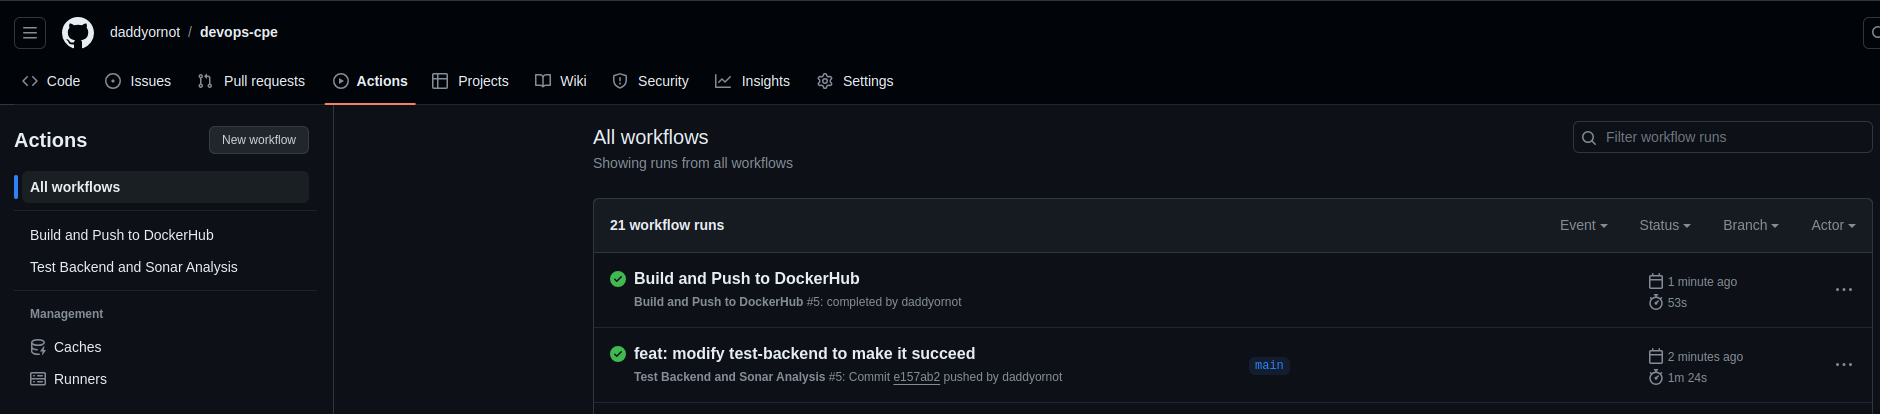 daddyornot / devops-cpe
Code Issues Pull requests Actions Projects Wiki Security Insights Settings
Actions
New workflow
All workflows
Build and Push to DockerHub
Test Backend and Sonar Analysis
Management
Caches
Runners
All workflows
Showing runs from all workflows
Filter workflow runs
21 workflow runs
Event Status Branch Actor
Build and Push to DockerHub
Build and Push to DockerHub #5: completed by daddyornot
1 minute ago
53s
feat: modify test-backend to make it succeed
Test Backend and Sonar Analysis #5: Commit e157ab2 pushed by daddyornot
main
2 minutes ago
1m 24s